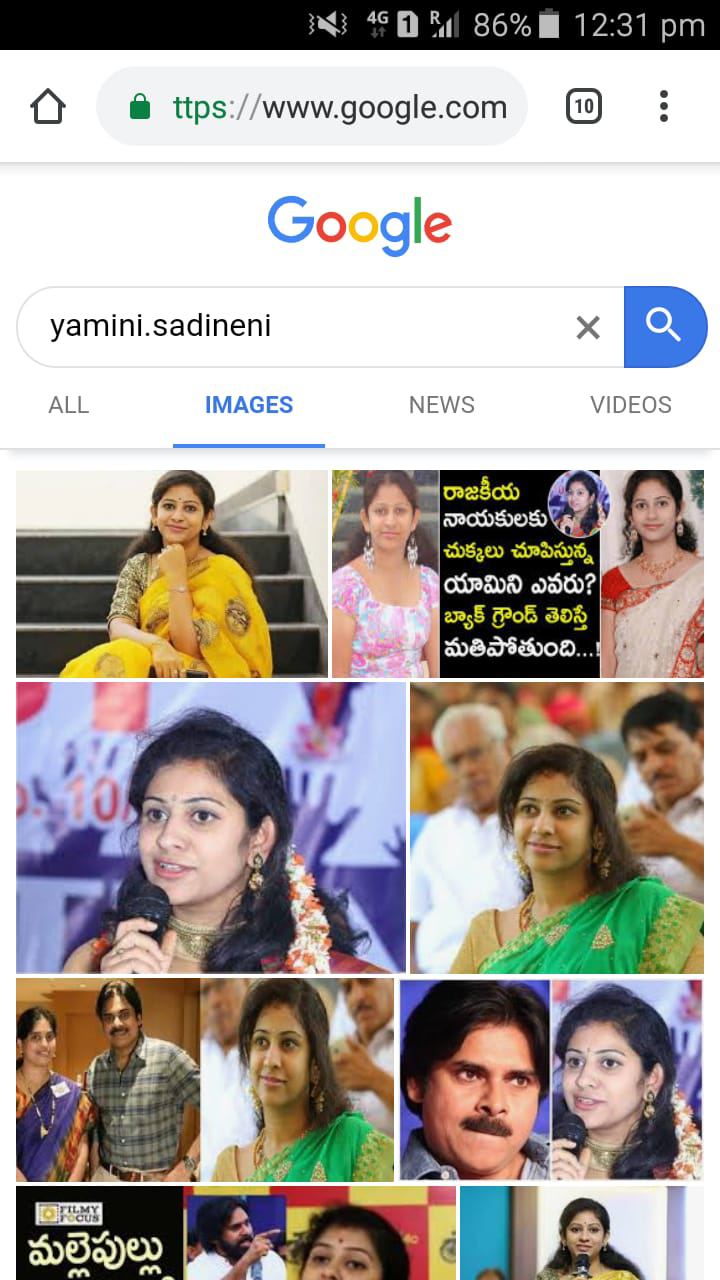 4G 1 R 86% 12:31 pm
ttps://www.google.com 10
Google
yamini.sadineni
ALL IMAGES NEWS VIDEOS
రాజకీయ
నాయకులకు
చుక్కలు చూపిస్తున్న
యామిని ఎవరు?
బ్యాక్ గ్రౌండ్ తెలిస్తే
మతిపోతుంది...!
. 10
FILMY
FOCUS
మల్లెపుల్లు